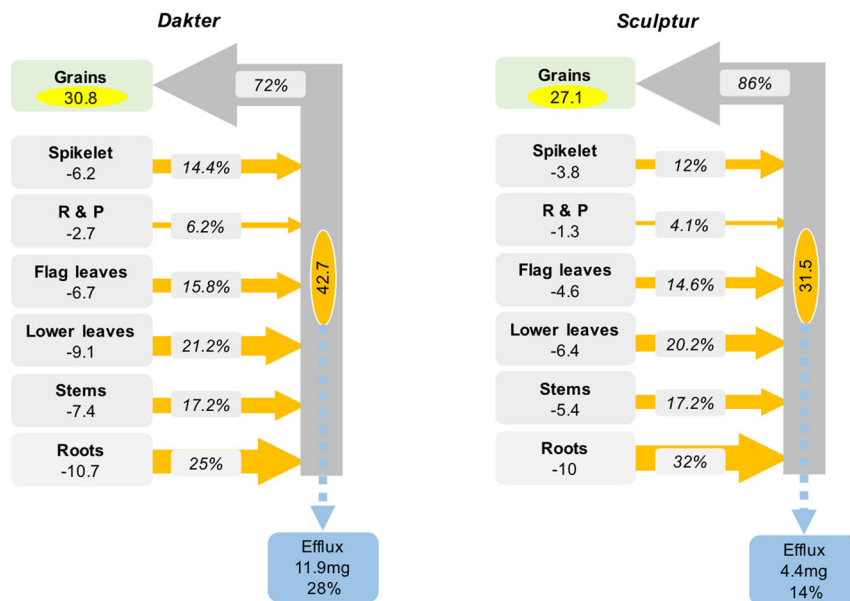 Dakter
Grains
30.8
72%
Spikelet
-6.2
14.4%
R & P
-2.7
6.2%
Flag leaves
-6.7
15.8%
42.7
Lower leaves
-9.1
21.2%
Stems
-7.4
17.2%
Roots
-10.7
25%
Efflux
11.9mg
28%
Sculptur
Grains
27.1
86%
Spikelet
-3.8
12%
R & P
-1.3
4.1%
Flag leaves
-4.6
14.6%
31.5
Lower leaves
-6.4
20.2%
Stems
-5.4
17.2%
Roots
-10
32%
Efflux
4.4mg
14%